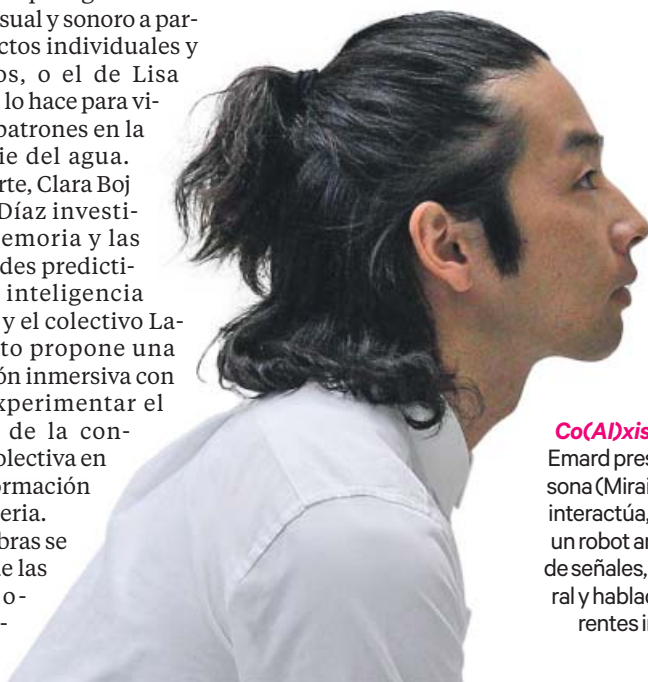 sual y sonoro a par-
ctos individuales y
os, o el de Lisa
lo hace para vi-
patrones en la
ie del agua.
rte, Clara Boj
Díaz investi-
emoria y las
des predicti-
inteligencia
y el colectivo La-
to propone una
ón inmersiva con
xperimentar el
de la con-
olectiva en
ormación
eria.
bras se
e las
o-
-
Co(AI)xis
Emard pres
sona (Mirai
interactúa,
un robot an
de señales,
ral y hablad
rentes i